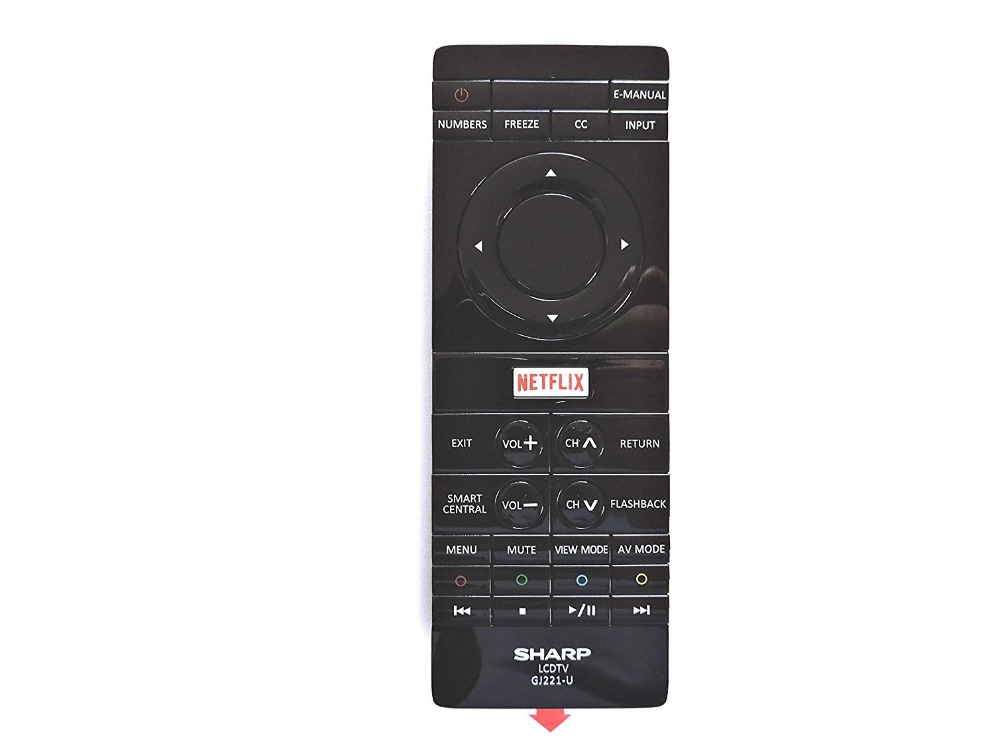 E-MANUAL
NUMBERS FREEZE CC INPUT
NETFLIX
EXIT VOL+ CH RETURN
SMART
CENTRAL VOL- CH FLASHBACK
MENU MUTE VIEW MODE AV MODE
SHARP
LCDTV
GJ221-U